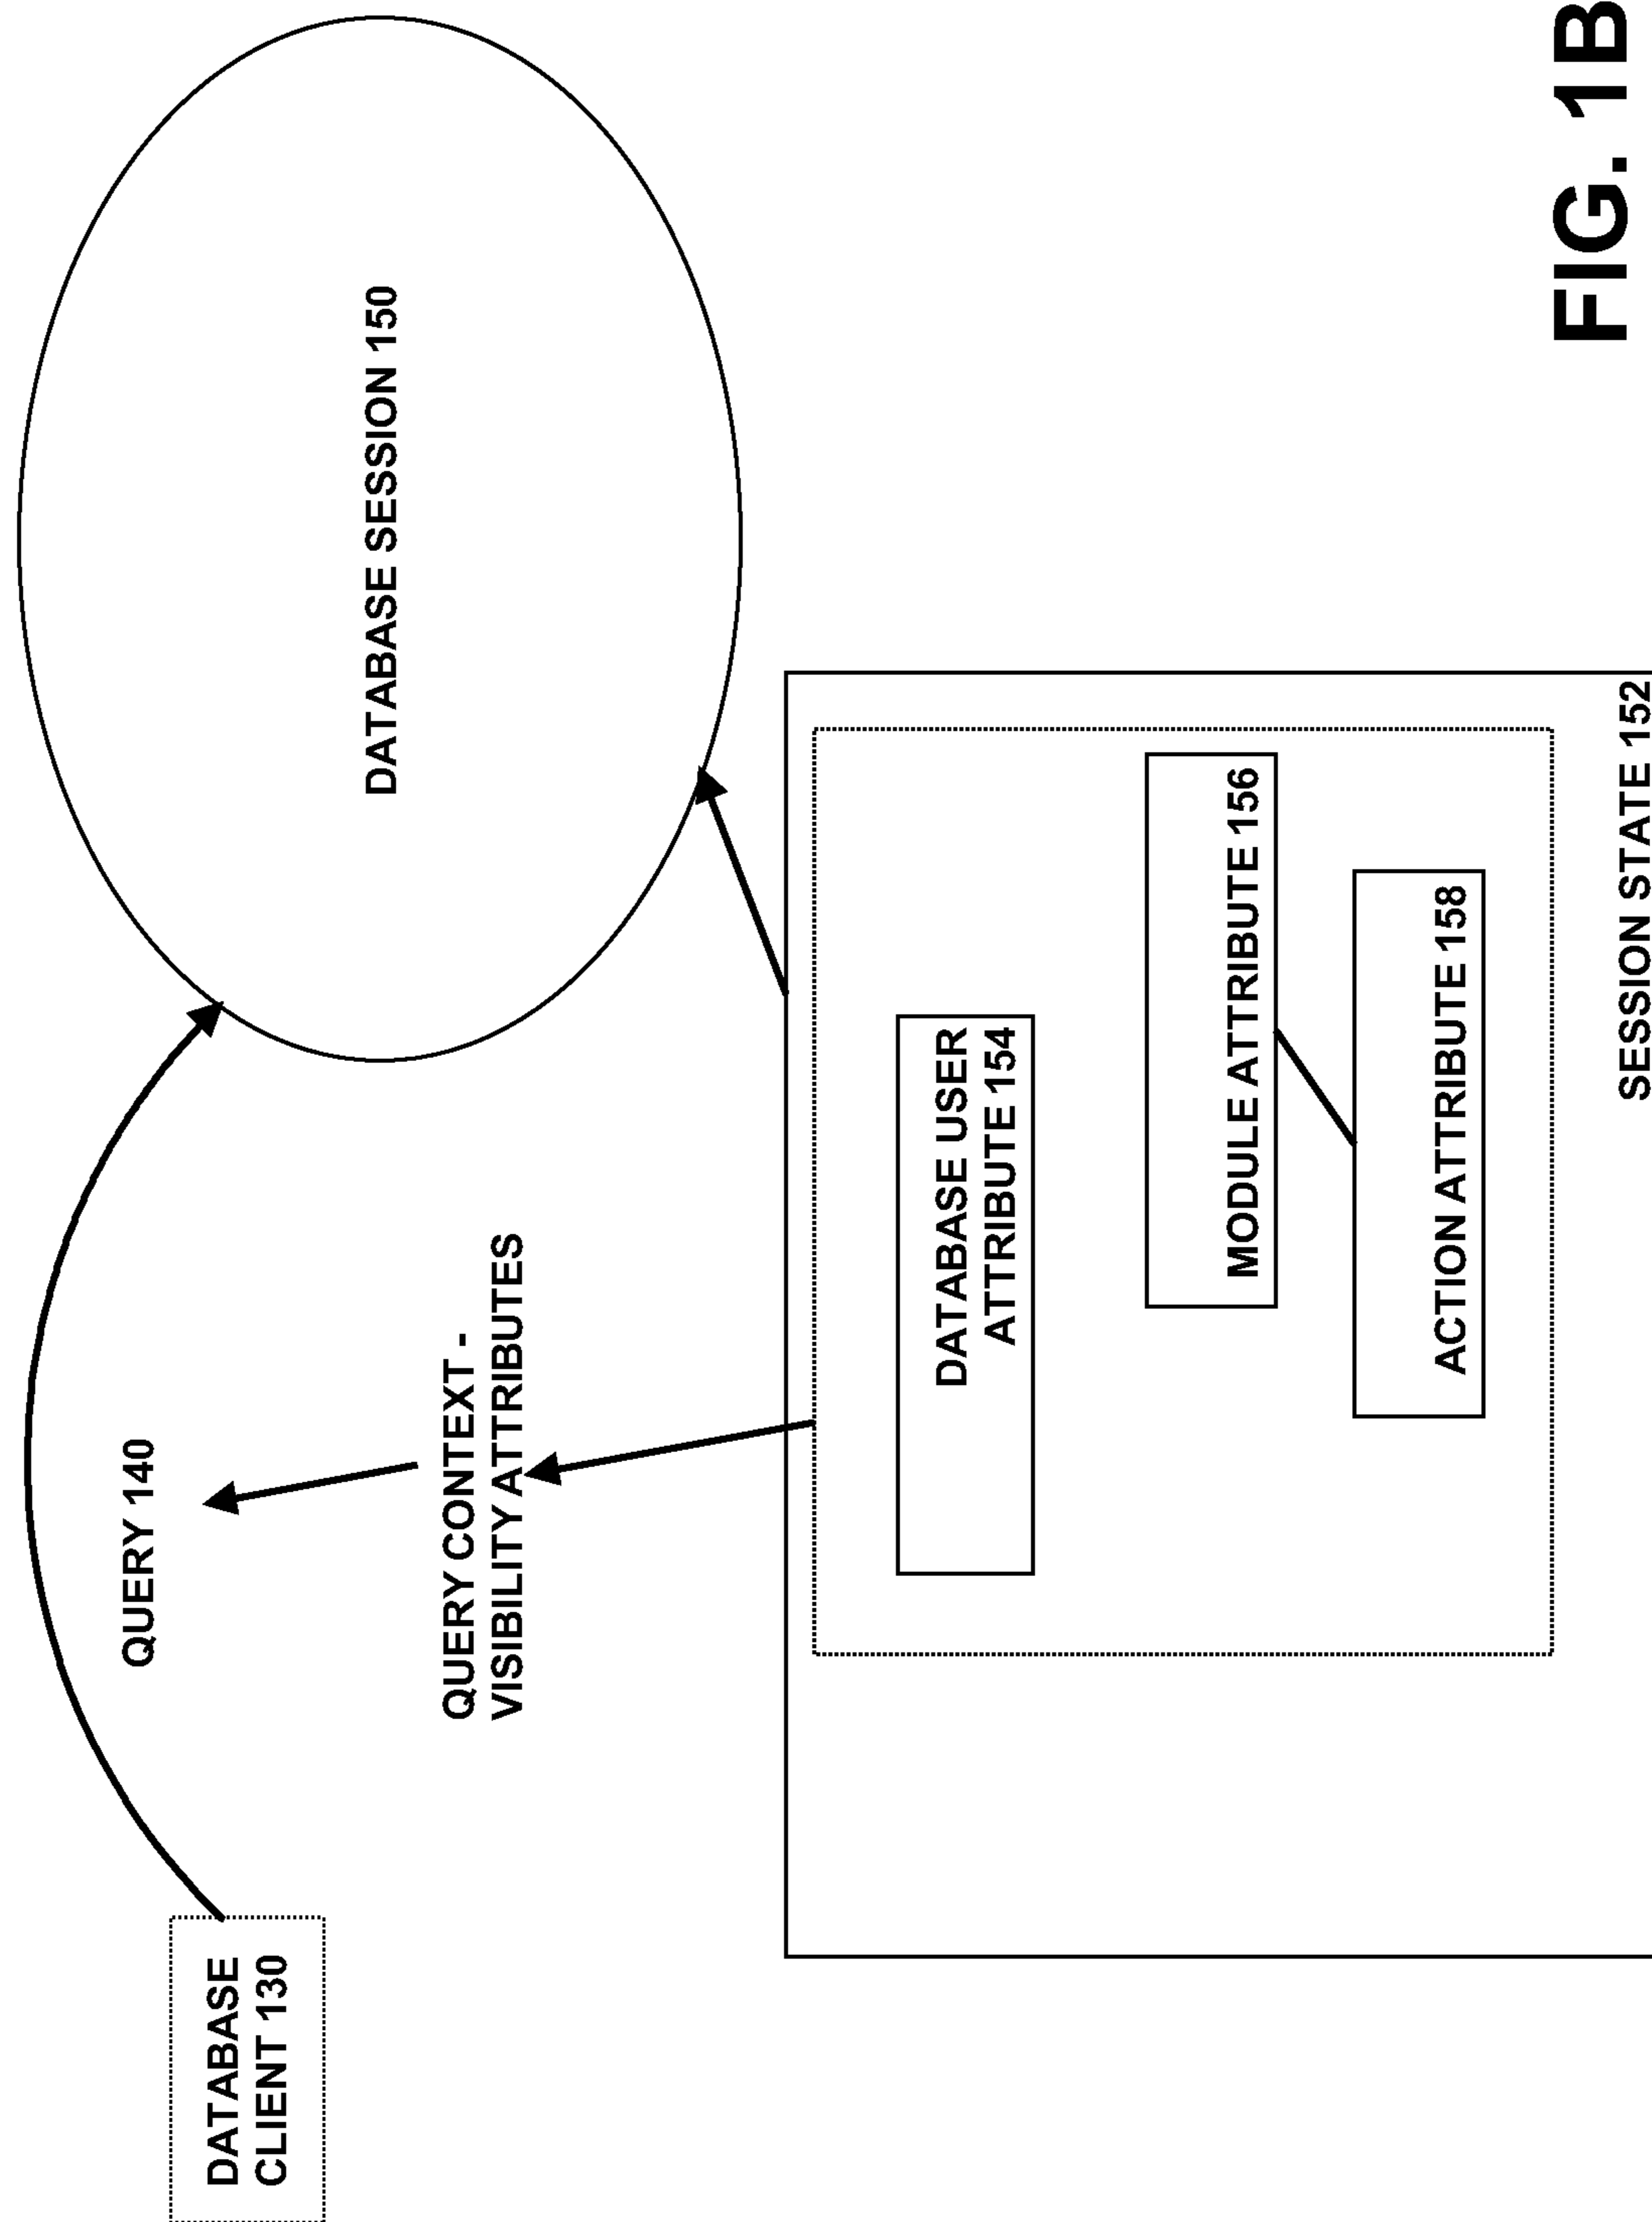 DATABASE
CLIENT 130
QUERY 140
QUERY CONTEXT -
VISIBILITY ATTRIBUTES
DATABASE SESSION 150
DATABASE USER
ATTRIBUTE 154
MODULE ATTRIBUTE 156
ACTION ATTRIBUTE 158
SESSION STATE 152
FIG. 1B